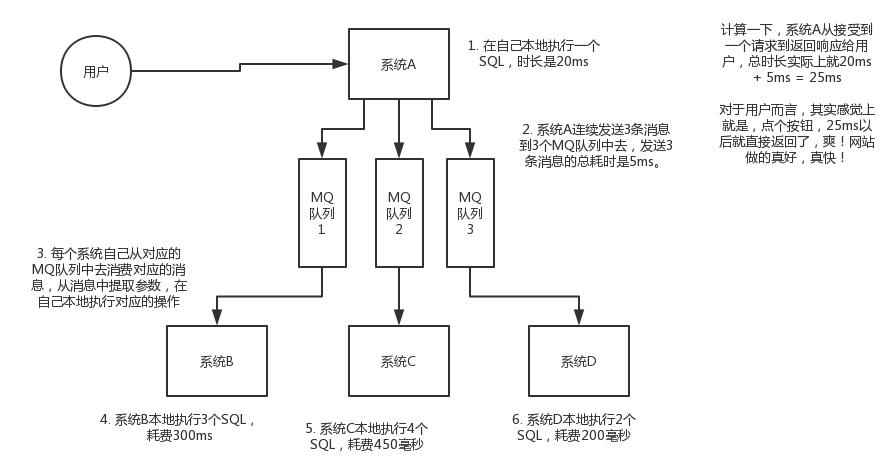 用户
系统A
1. 在自己本地执行一个
SQL，时长是20ms
计算一下，系统A从接受到
一个请求到返回响应给用
户，总时长实际上就20ms
+ 5ms = 25ms
对于用户而言，其实感觉上
就是，点个按钮，25ms以
后就直接返回了，爽！网站
做的真好，真快！
2. 系统A连续发送3条消息
到3个MQ队列中去，发送3
条消息的总耗时是5ms。
MQ
队列
1
MQ
队列
2
MQ
队列
3
3. 每个系统自己从对应的
MQ队列中去消费对应的消
息，从消息中提取参数，在
自己本地执行对应的操作
系统B
系统C
系统D
4. 系统B本地执行3个SQL，
耗费300ms
5. 系统C本地执行4个
SQL，耗费450毫秒
6. 系统D本地执行2个
SQL，耗费200毫秒